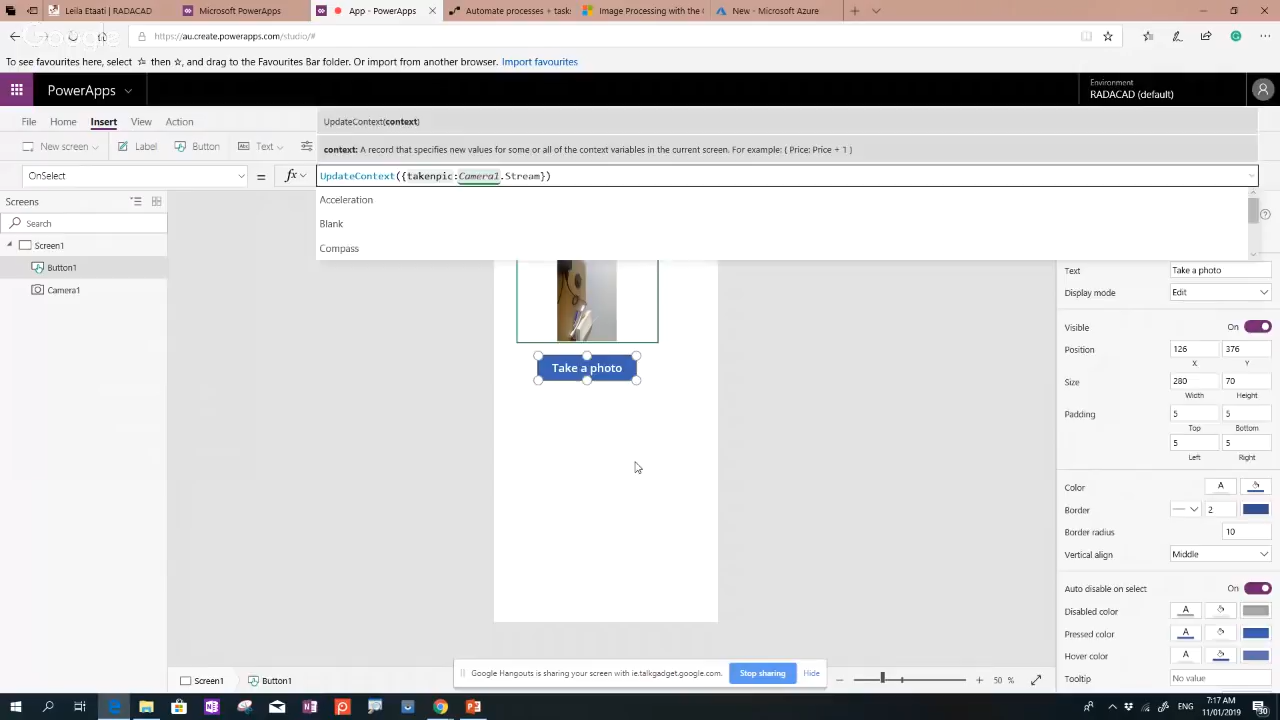 Leila Etaati | RADACAD
Microsoft PowerApps
App - PowerApps
Automate processes + task
Image Processing with the C
New - Microsoft Azure
https://au.create.powerapps.com/studio/#
To see favourites here, select ☆ then ☆, and drag to the Favourites Bar folder. Or import from another browser. Import favourites
PowerApps
Environment
RADACAD (default)
File Home Insert View Action
UpdateContext(context)
context: A record that specifies new values for some or all of the context variables in the current screen. For example: { Price: Price + 1 }
New screen Label Button Text
OnSelect = fx UpdateContext({takenpic:Camera1.Stream})
Acceleration
Blank
Compass
Screens
Search
Screen1
Button1
Camera1
Take a photo
Text Take a photo
Display mode Edit
Visible On
Position 126 376
X Y
Size 280 70
Width Height
Padding 5 5
Top Bottom
5 5
Left Right
Color A
Border 2
Border radius 10
Vertical align Middle
Auto disable on select On
Disabled color A
Pressed color A
Hover color A
Tooltip No value
Screen1 Button1
Google Hangouts is sharing your screen with ie.talkgadget.google.com. Stop sharing Hide
50 %
ENG
7:17 AM
11/01/2019
30